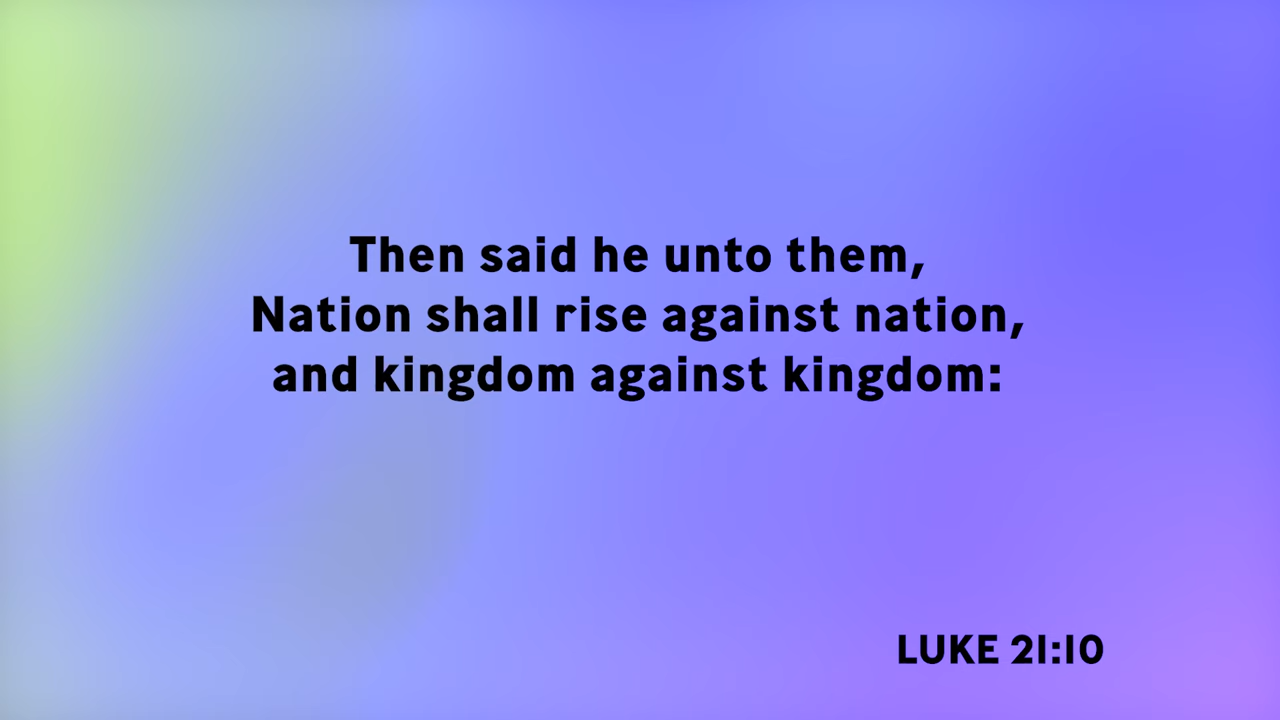 Then said he unto them,
Nation shall rise against nation,
and kingdom against kingdom:
LUKE 21:10